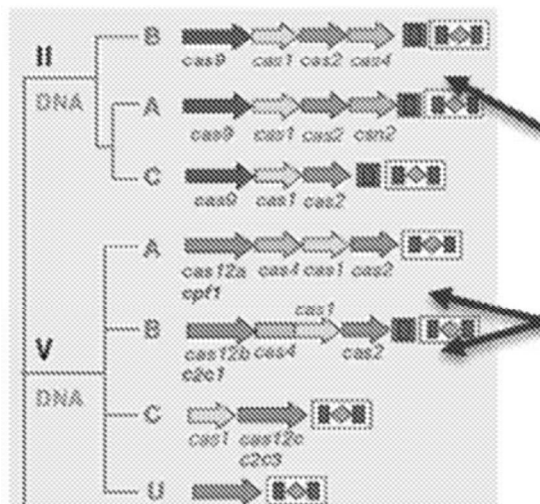 II
DNA
B
cas9 cas1 cas2 cas4
A
cas9 cas1 cas2 csn2
C
cas9 cas1 cas2
V
DNA
A
cas12a cas4 cas1 cas2
cpf1
B
cas1
cas12b cas4 cas2
c2c1
C
cas1 cas12c
c2c3
U